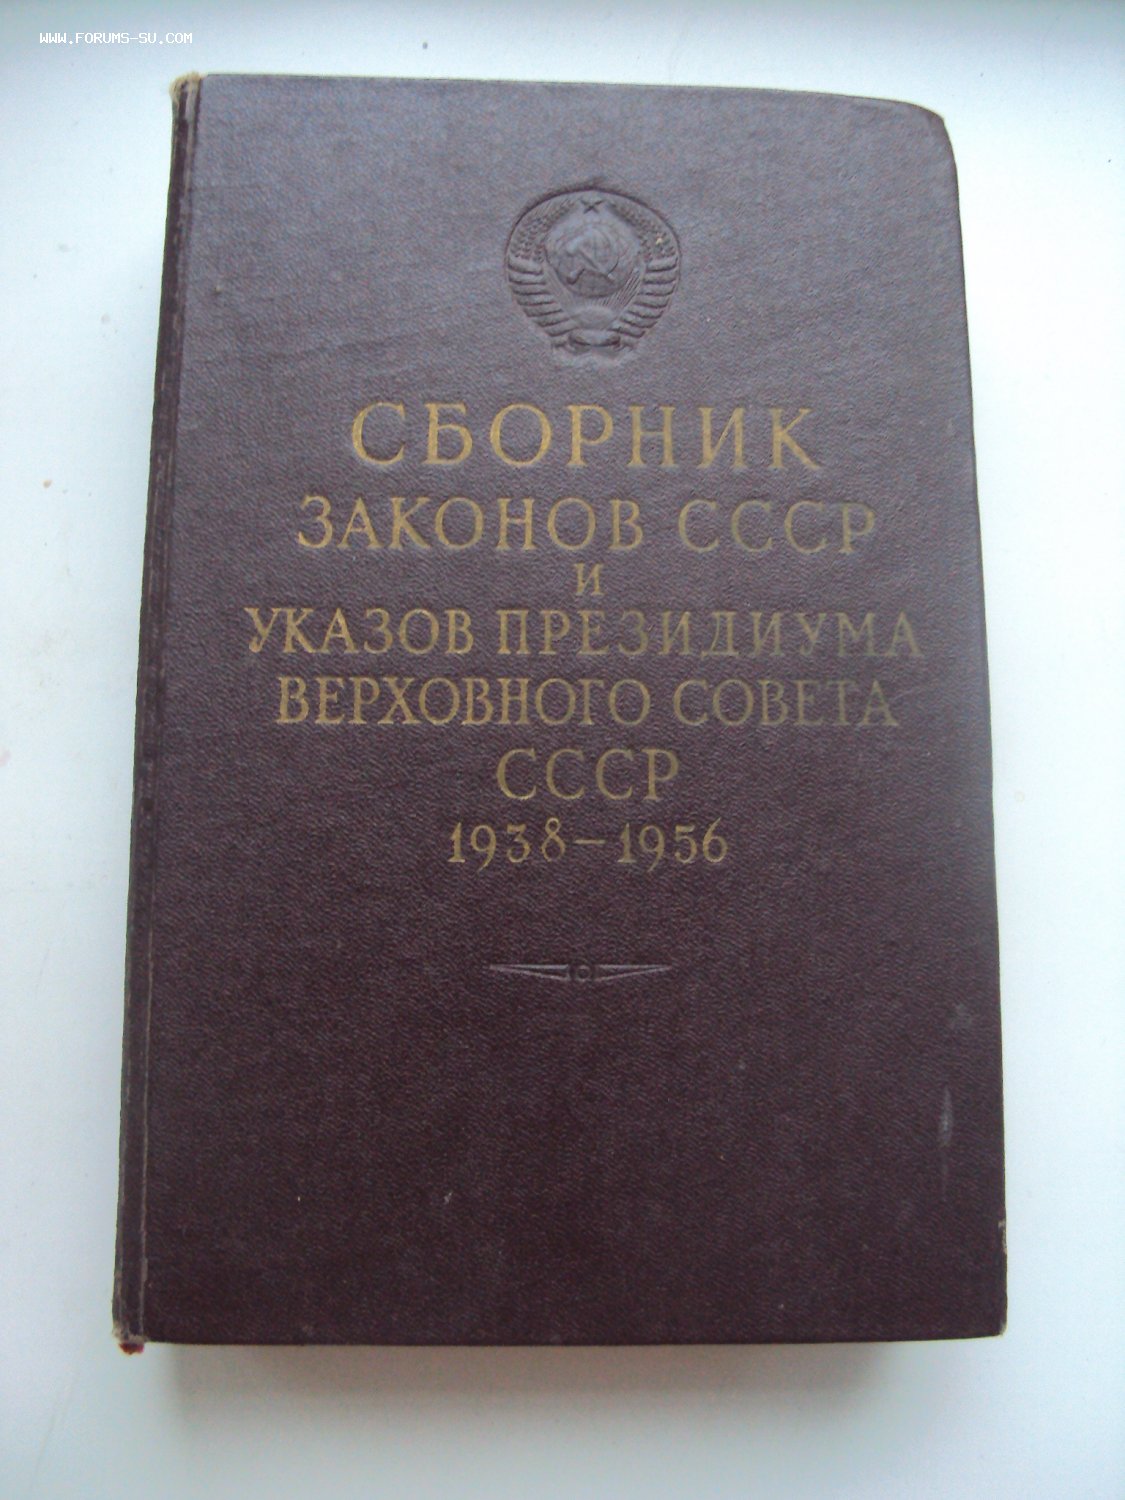 WWW.FORUMS-SU.COM
СБОРНИК
ЗАКОНОВ СССР
И
УКАЗОВ ПРЕЗИДИУМА
ВЕРХОВНОГО СОВЕТА
СССР
1938–1956